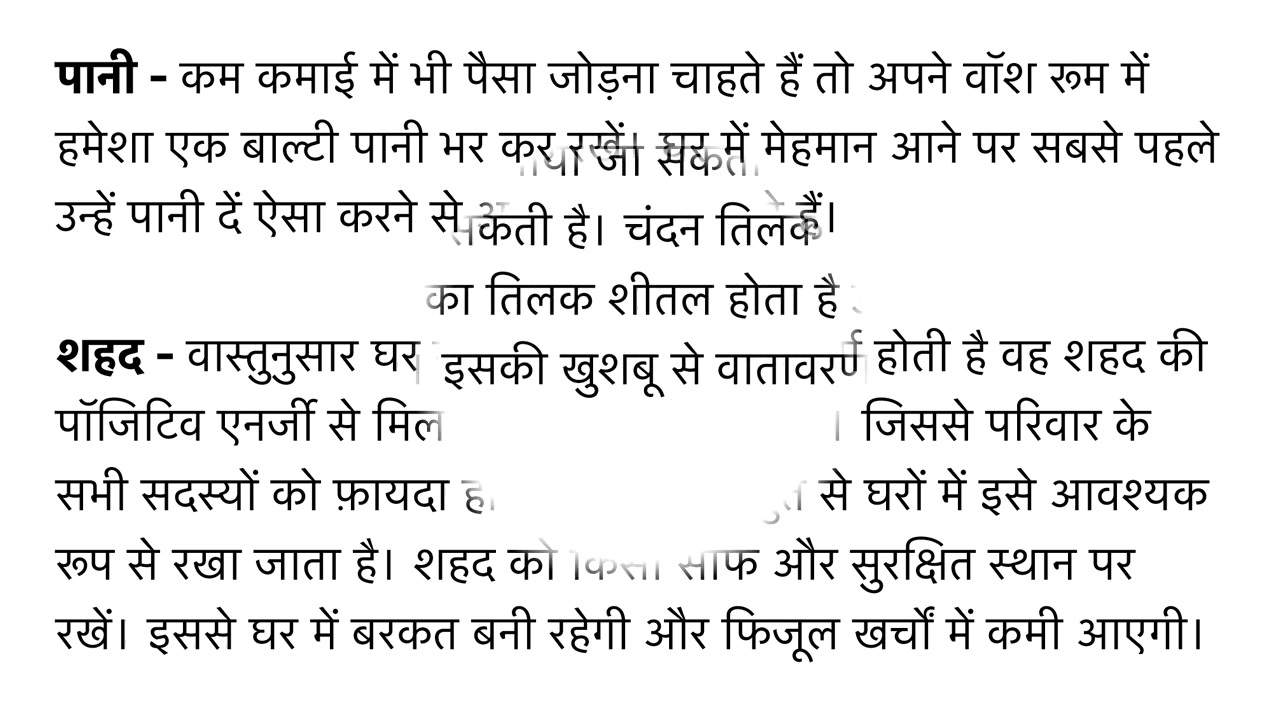 पानी - कम कमाई में भी पैसा जोड़ना चाहते हैं तो अपने वॉश रूम में
हमेशा एक बाल्टी पानी भर कर रखें। घर में मेहमान आने पर सबसे पहले
जा
उन्हें पानी दें ऐसा करने से हैं।
है। चंदन तिलक
का तिलक शीतल होता है
शहद - वास्तुनुसार घर होती है वह शहद की
इसकी खुशबू से वातावरण
पॉजिटिव एनर्जी से जिससे परिवार के
सभी सदस्यों को फ़ायदा से घरों में इसे आवश्यक
रूप से रखा जाता है। शहद को किसी साफ और सुरक्षित स्थान पर
रखें। इससे घर में बरकत बनी रहेगी और फिजूल खर्चों में कमी आएगी।